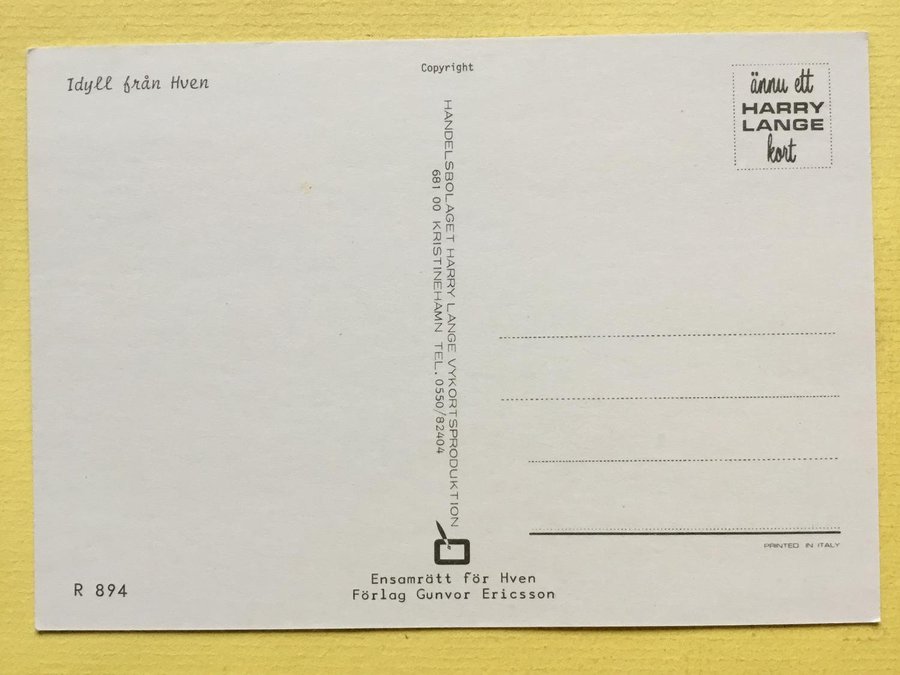 Idyll från Hven
Copyright
HANDELSBOLAGET HARRY LANGE VYKORTSPRODUKTION
681 00 KRISTINEHAMN TEL. 0550/82404
ännu ett
HARRY
LANGE
kort
PRINTED IN ITALY
R 894
Ensamrätt för Hven
Förlag Gunvor Ericsson